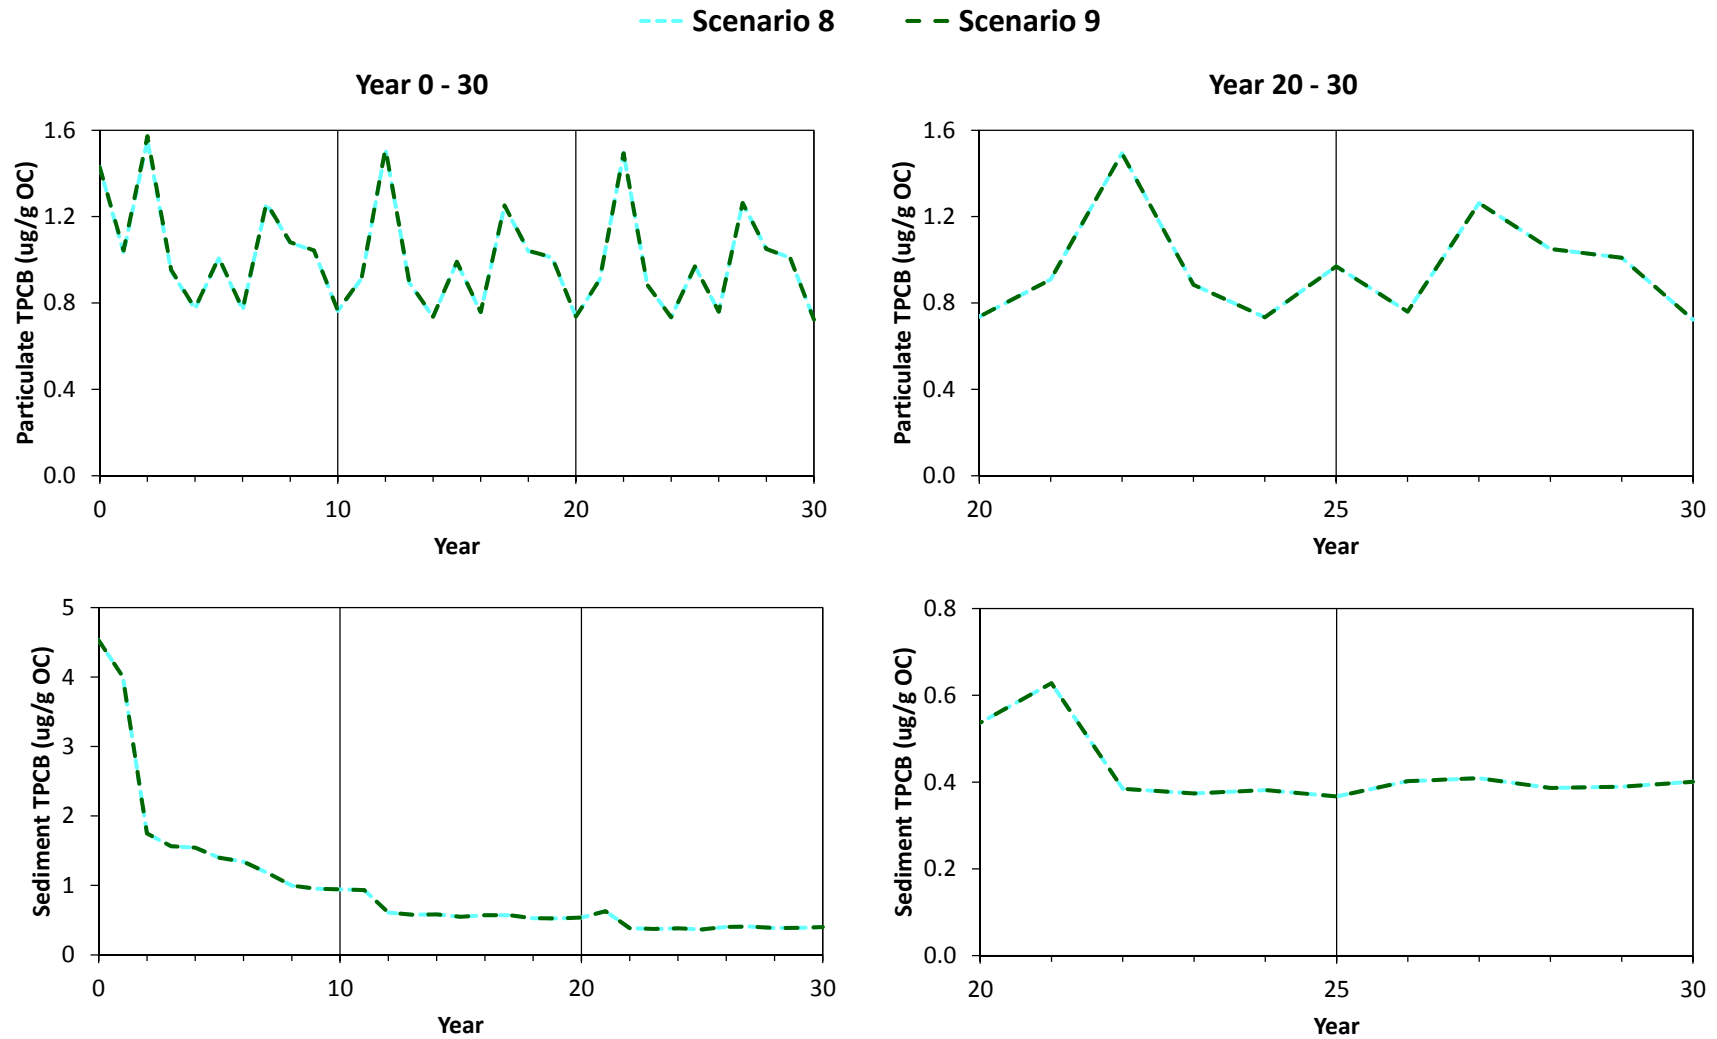 Scenario 8 Scenario 9
Year 0 - 30
Particulate TPCB (ug/g OC)
1.6
1.2
0.8
0.4
0.0
0 10 20 30
Year
Year 20 - 30
Particulate TPCB (ug/g OC)
1.6
1.2
0.8
0.4
0.0
20 25 30
Year
Sediment TPCB (ug/g OC)
5
4
3
2
1
0
0 10 20 30
Year
Sediment TPCB (ug/g OC)
0.8
0.6
0.4
0.2
0.0
20 25 30
Year